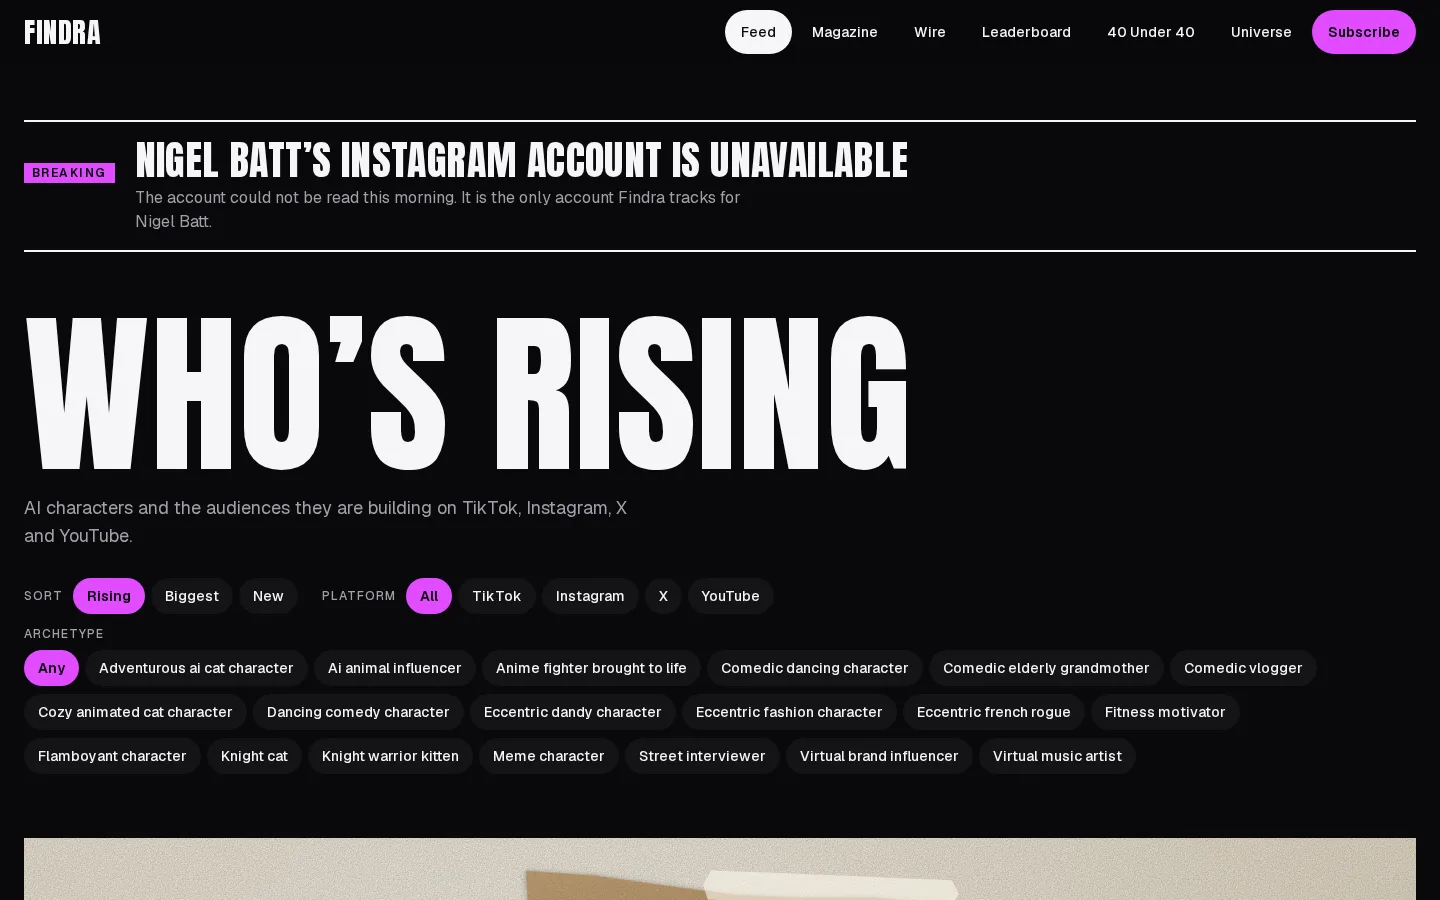 FINDRA
Feed Magazine Wire Leaderboard 40 Under 40 Universe Subscribe
BREAKING
NIGEL BATT’S INSTAGRAM ACCOUNT IS UNAVAILABLE
The account could not be read this morning. It is the only account Findra tracks for
Nigel Batt.
WHO’S RISING
AI characters and the audiences they are building on TikTok, Instagram, X
and YouTube.
SORT Rising Biggest New PLATFORM All TikTok Instagram X YouTube
ARCHETYPE
Any Adventurous ai cat character Ai animal influencer Anime fighter brought to life Comedic dancing character Comedic elderly grandmother Comedic vlogger
Cozy animated cat character Dancing comedy character Eccentric dandy character Eccentric fashion character Eccentric french rogue Fitness motivator
Flamboyant character Knight cat Knight warrior kitten Meme character Street interviewer Virtual brand influencer Virtual music artist